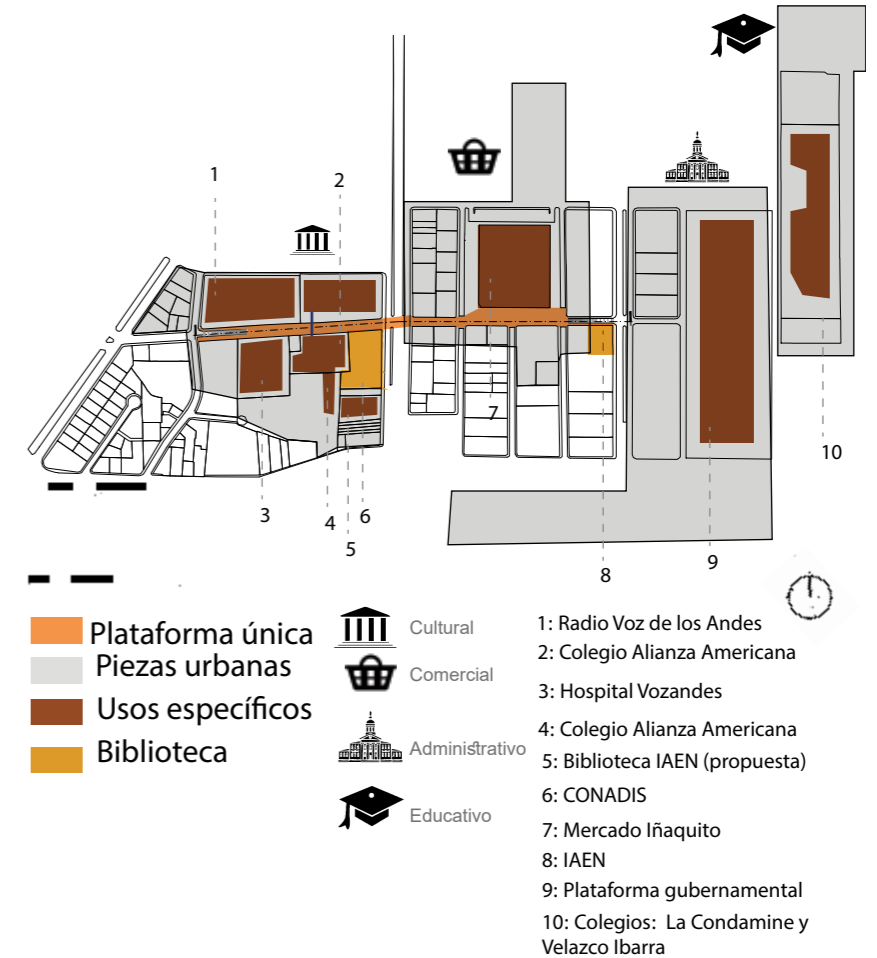 1
2
3
4
5
6
7
8
9
10
Plataforma única
Piezas urbanas
Usos específicos
Biblioteca
Cultural
Comercial
Administrativo
Educativo
1: Radio Voz de los Andes
2: Colegio Alianza Americana
3: Hospital Vozandes
4: Colegio Alianza Americana
5: Biblioteca IAEN (propuesta)
6: CONADIS
7: Mercado Iñaquito
8: IAEN
9: Plataforma gubernamental
10: Colegios: La Condamine y
Velazco Ibarra